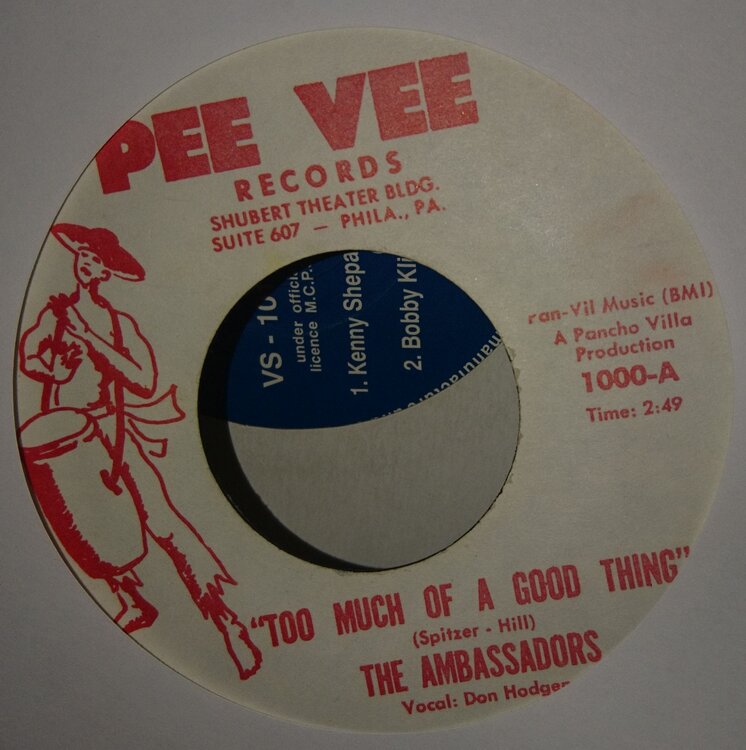 PEE VEE
RECORDS
SHUBERT THEATER BLDG.
SUITE 607 — PHILA., PA.
ran-Vil Music (BMI)
A Pancho Villa
Production
1000-A
Time: 2:49
"TOO MUCH OF A GOOD THING"
(Spitzer - Hill)
THE AMBASSADORS
Vocal: Don Hodge
VS - 10
under offic
licence M.C.P.
1. Kenny Shepa
2. Bobby Kli